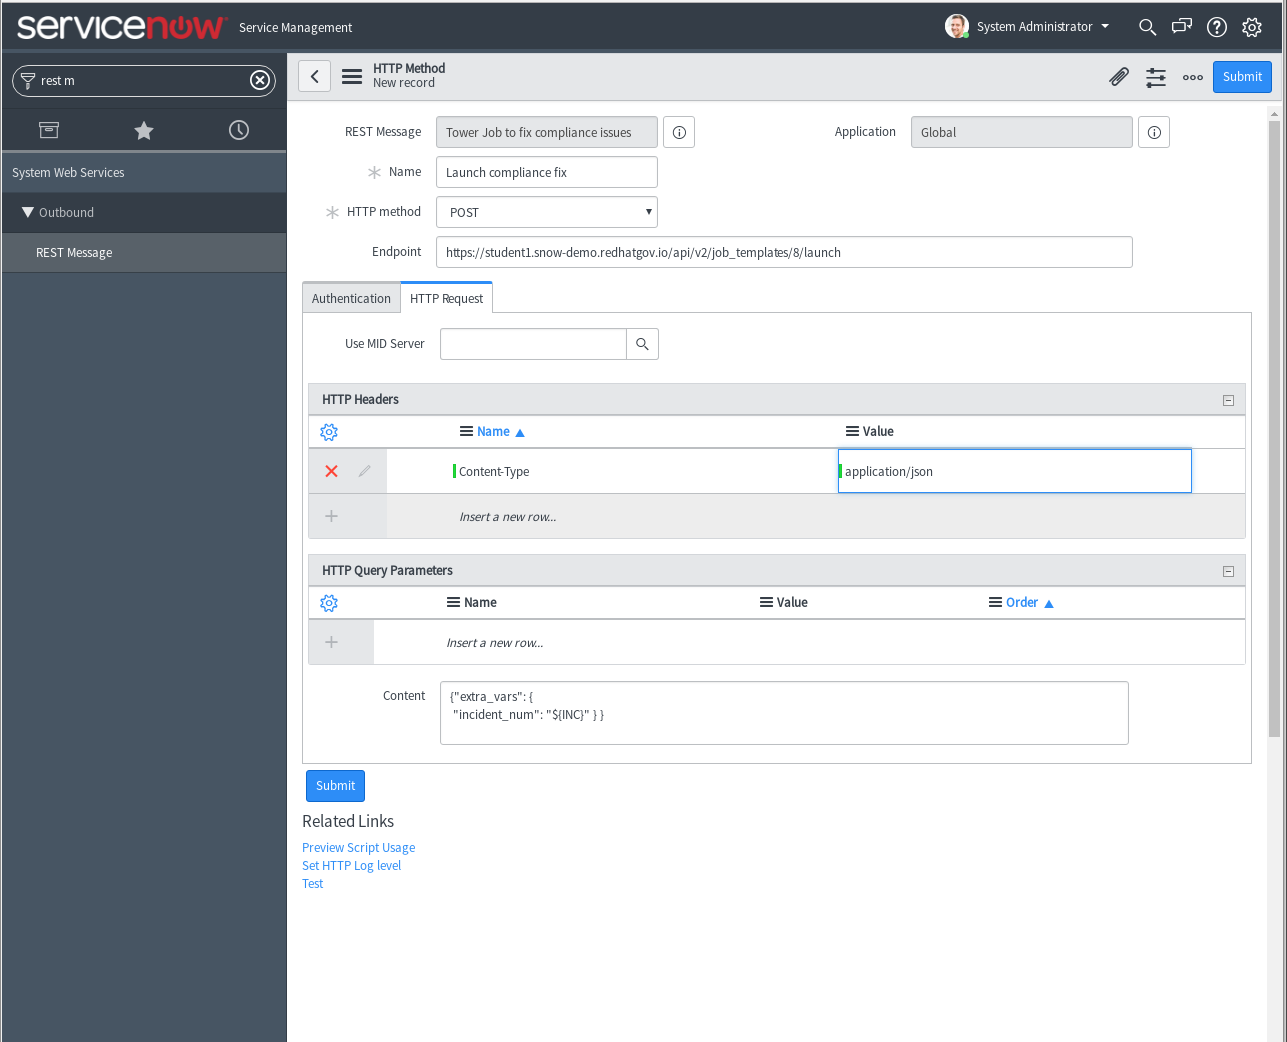 servicenow Service Management
System Administrator
rest m
HTTP Method
New record
Submit
System Web Services
Outbound
REST Message
REST Message Tower Job to fix compliance issues
Application Global
Name Launch compliance fix
HTTP method POST
Endpoint https://student1.snow-demo.redhatgov.io/api/v2/job_templates/8/launch
Authentication HTTP Request
Use MID Server
HTTP Headers
Name Value
Content-Type application/json
Insert a new row...
HTTP Query Parameters
Name Value Order
Insert a new row...
Content {"extra_vars": {
"incident_num": "${INC}" } }
Submit
Related Links
Preview Script Usage
Set HTTP Log level
Test